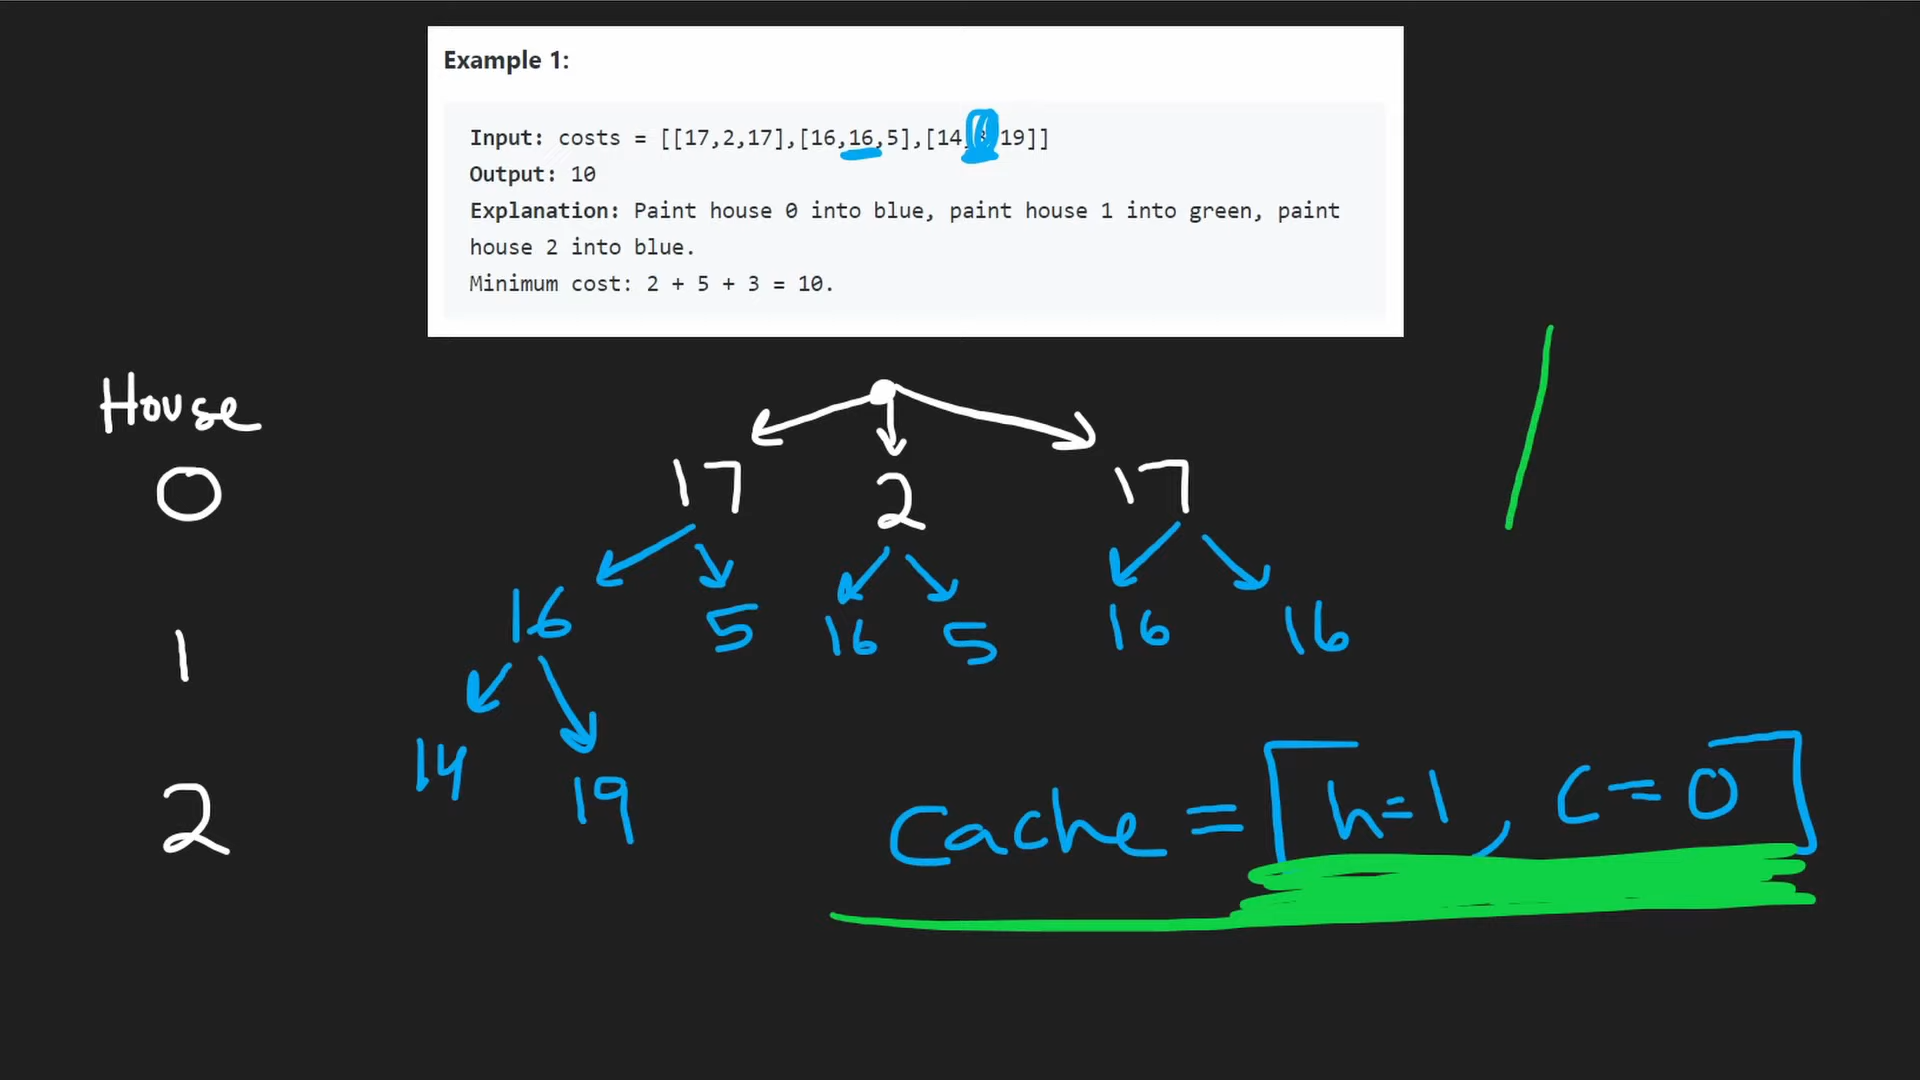 Example 1:
Input: costs = [[17,2,17],[16,16,5],[14, 19]]
Output: 10
Explanation: Paint house 0 into blue, paint house 1 into green, paint
house 2 into blue.
Minimum cost: 2 + 5 + 3 = 10.
House
0
17 2 17
1
16 5 16 5 16 16
2
14 19
Cache = [h=1, C=0]